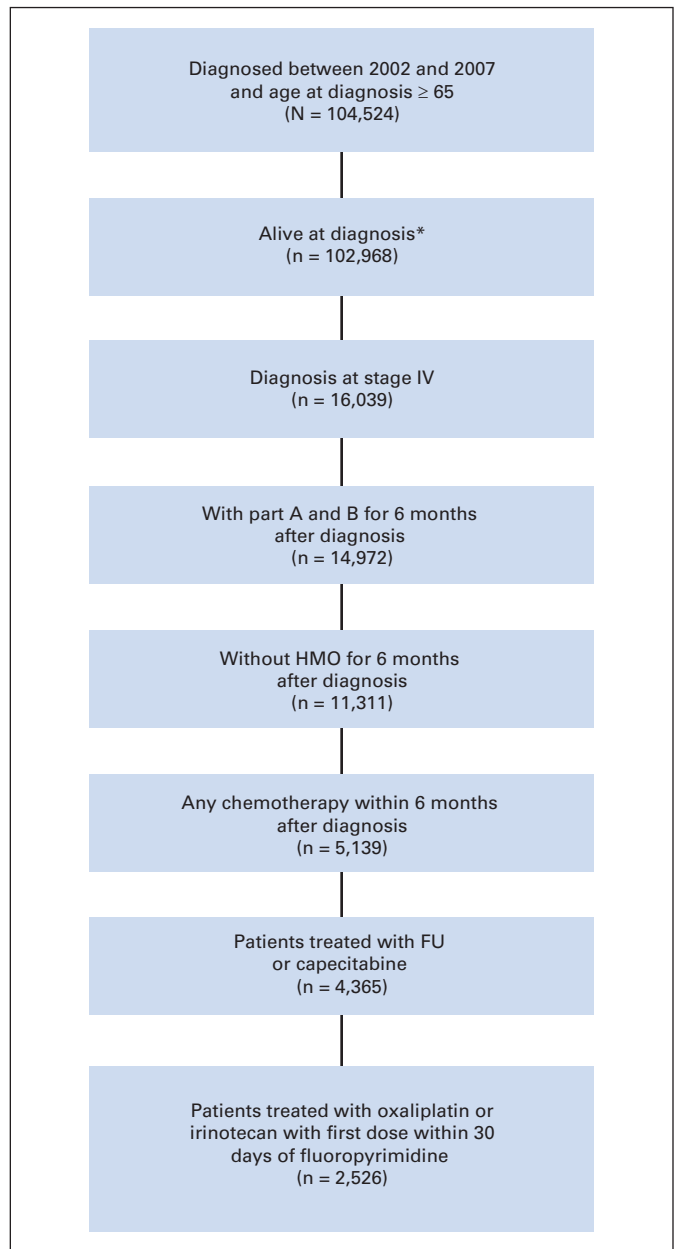 Diagnosed between 2002 and 2007
and age at diagnosis ≥ 65
(N = 104,524)
Alive at diagnosis*
(n = 102,968)
Diagnosis at stage IV
(n = 16,039)
With part A and B for 6 months
after diagnosis
(n = 14,972)
Without HMO for 6 months
after diagnosis
(n = 11,311)
Any chemotherapy within 6 months
after diagnosis
(n = 5,139)
Patients treated with FU
or capecitabine
(n = 4,365)
Patients treated with oxaliplatin or
irinotecan with first dose within 30
days of fluoropyrimidine
(n = 2,526)